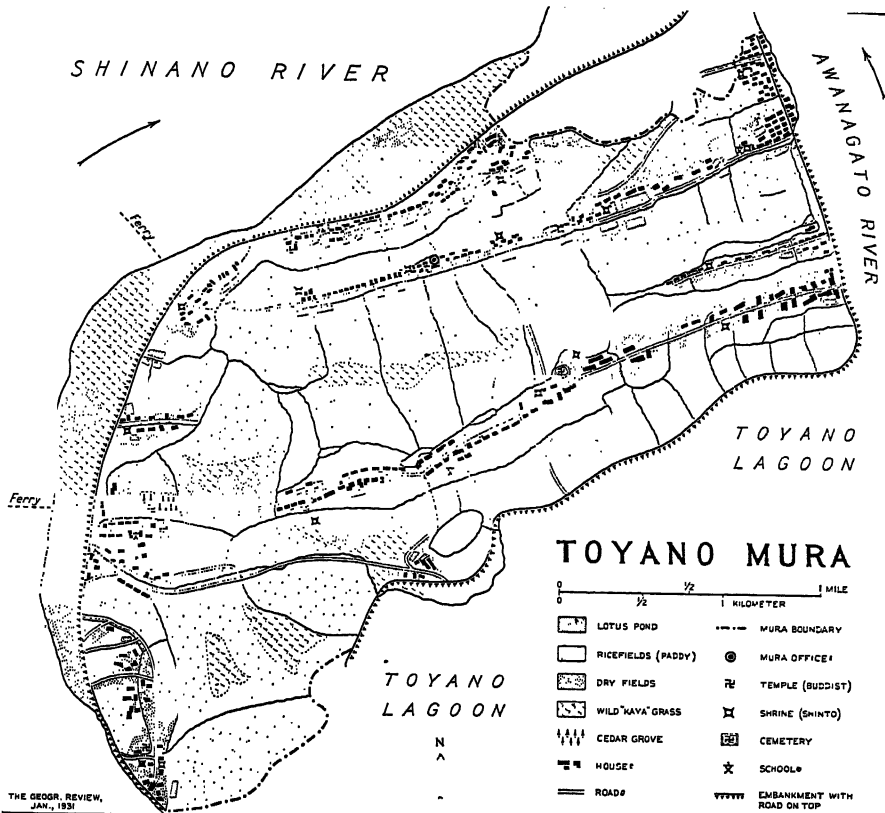 SHINANO RIVER
AWANAGATO RIVER
Ferry
Ferry
TOYANO
LAGOON
TOYANO MURA
0 1/2 1 MILE
0 1/2 1 KILOMETER
LOTUS POND
RICEFIELDS (PADDY)
DRY FIELDS
WILD "KAVA" GRASS
CEDAR GROVE
HOUSES
ROADS
MURA BOUNDARY
MURA OFFICES
TEMPLE (BUDDIST)
SHRINE (SHINTO)
CEMETERY
SCHOOLS
EMBANKMENT WITH
ROAD ON TOP
TOYANO
LAGOON
N
THE GEOGR. REVIEW,
JAN., 1931